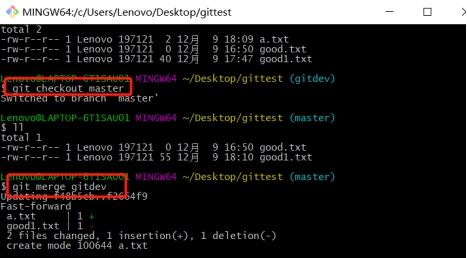 MINGW64:/c/Users/Lenovo/Desktop/gittest
total 2
-rw-r--r-- 1 Lenovo 197121 2 12月 9 18:09 a.txt
-rw-r--r-- 1 Lenovo 197121 0 12月 9 16:50 good.txt
-rw-r--r-- 1 Lenovo 197121 40 12月 9 17:47 good1.txt
Lenovo@LAPTOP-6T1SAUO1 MINGW64 ~/Desktop/gittest (gitdev)
$ git checkout master
Switched to branch 'master'
Lenovo@LAPTOP-6T1SAUO1 MINGW64 ~/Desktop/gittest (master)
$ ll
total 1
-rw-r--r-- 1 Lenovo 197121 0 12月 9 16:50 good.txt
-rw-r--r-- 1 Lenovo 197121 55 12月 9 18:10 good1.txt
Lenovo@LAPTOP-6T1SAUO1 MINGW64 ~/Desktop/gittest (master)
$ git merge gitdev
Updating f48b5cb..f2664f9
Fast-forward
a.txt | 1 +
good1.txt | 1 -
2 files changed, 1 insertion(+), 1 deletion(-)
create mode 100644 a.txt